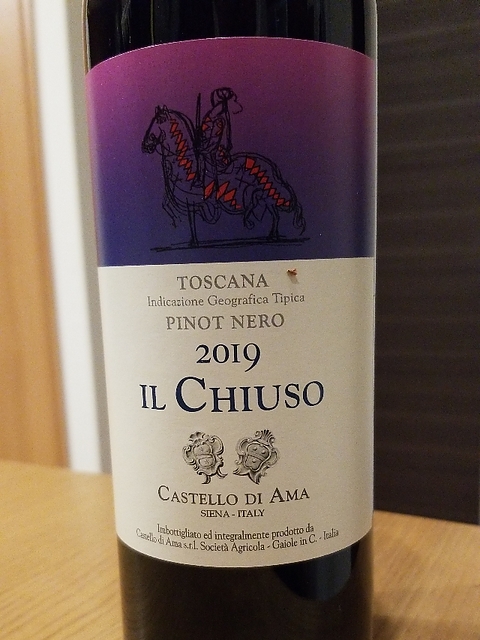 TOSCANA
Indicazione Geografica Tipica
PINOT NERO
2019
IL CHIUSO
CASTELLO DI AMA
SIENA - ITALY
Imbottigliato ed integralmente prodotto da
Castello di Ama s.r.l. Società Agricola - Gaiole in C. - Italia